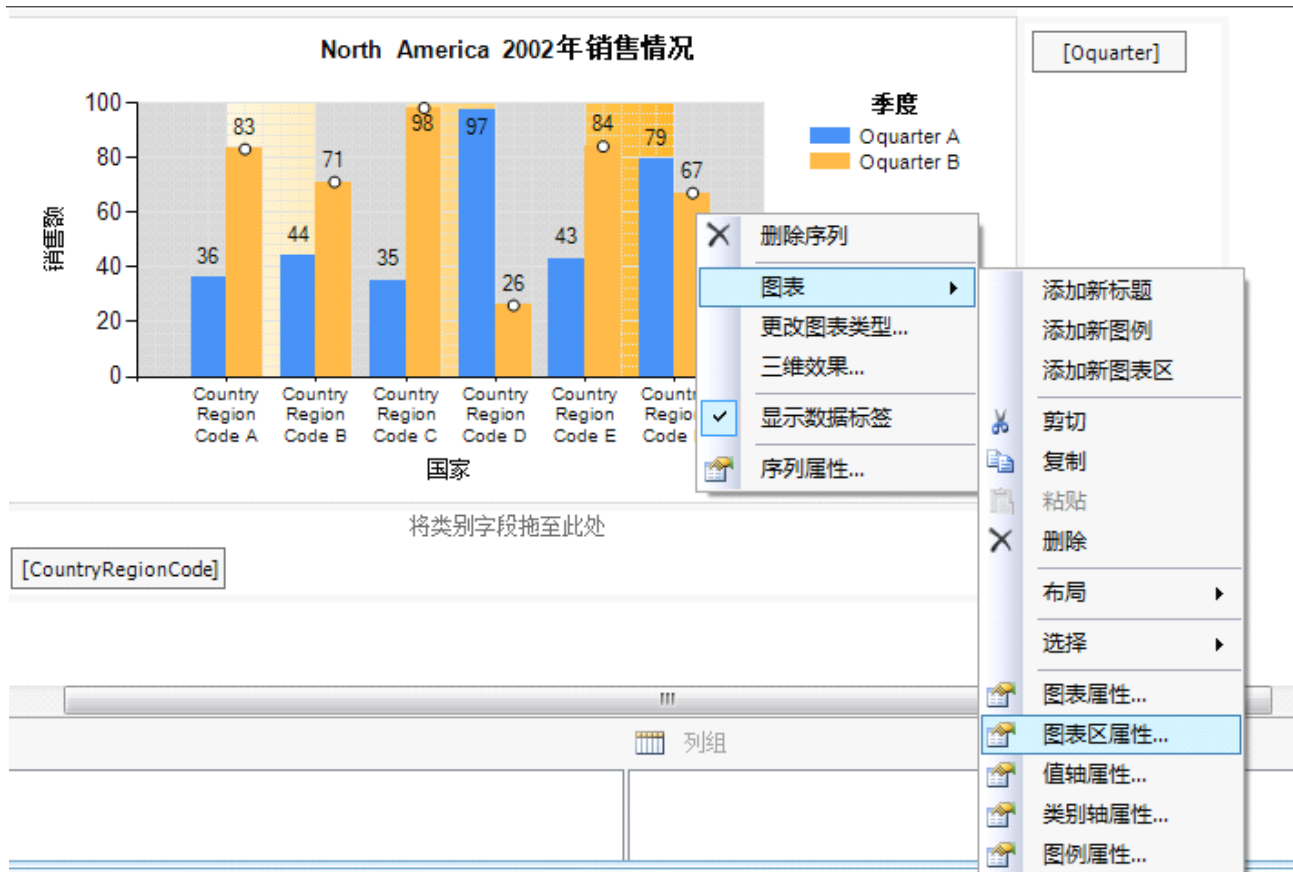 North America 2002年销售情况
[Oquarter]
季度
Oquarter A
Oquarter B
销售额
100
80
60
40
20
0
36
83
44
71
35
98
97
26
43
84
79
67
Country Region Code A
Country Region Code B
Country Region Code C
Country Region Code D
Country Region Code E
Code
国家
将类别字段拖至此处
[CountryRegionCode]
删除序列
图表
更改图表类型...
三维效果...
显示数据标签
序列属性...
添加新标题
添加新图例
添加新图表区
剪切
复制
粘贴
删除
布局
选择
图表属性...
图表区属性...
值轴属性...
类别轴属性...
图例属性...
列组